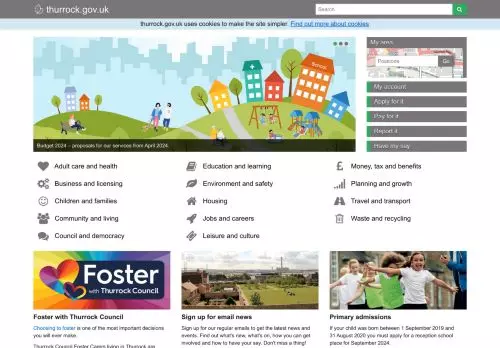 thurrock.gov.uk
Search
thurrock.gov.uk uses cookies to make the site simpler. Find out more about cookies
School
Budget 2024 – proposals for our services from April 2024.
My area
Postcode
Go
My account
Apply for it
Pay for it
Report it
Have my say
Adult care and health
Education and learning
Money, tax and benefits
Business and licensing
Environment and safety
Planning and growth
Children and families
Housing
Travel and transport
Community and living
Jobs and careers
Waste and recycling
Council and democracy
Leisure and culture
Foster
with Thurrock Council
Foster with Thurrock Council
Choosing to foster is one of the most important decisions
you will ever make.
Thurrock Council Foster Carers living in Thurrock are
Sign up for email news
Sign up for our regular emails to get the latest news and
events. Find out what's new, what's on, how you can get
involved and how to have your say. Don't miss a thing!
Primary admissions
If your child was born between 1 September 2019 and
31 August 2020 you must apply for a reception school
place for September 2024.